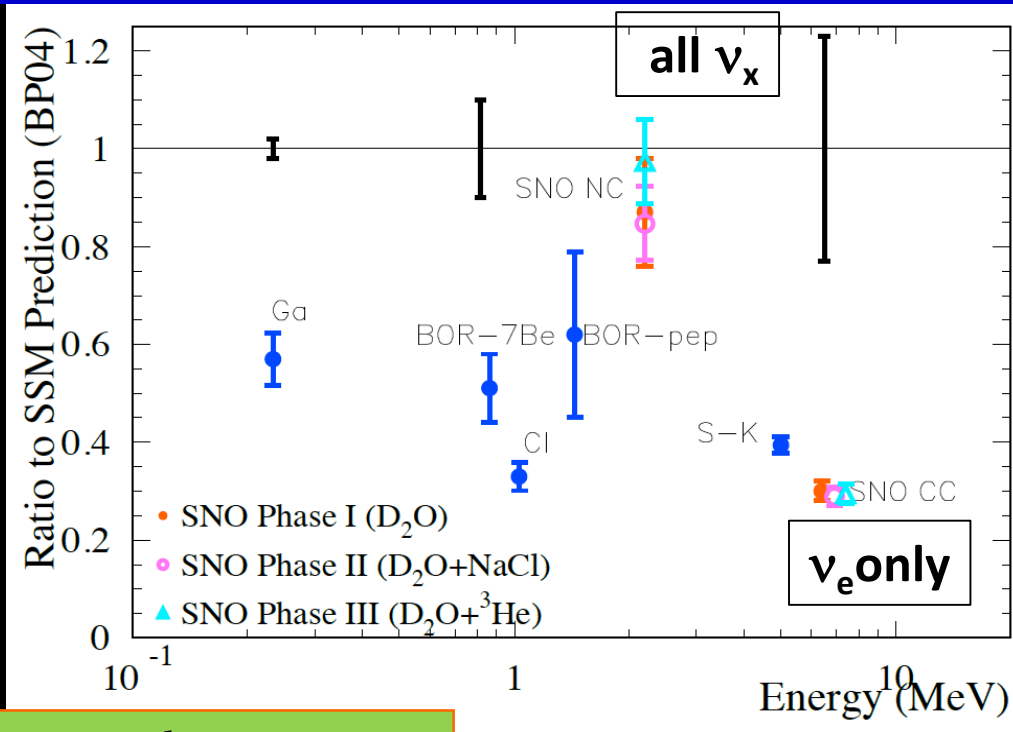 Ratio to SSM Prediction (BP04)
1.2
1
0.8
0.6
0.4
0.2
0
all νₓ
SNO NC
Ga
BOR-7Be
BOR-pep
Cl
S-K
SNO CC
νₑ only
SNO Phase I (D₂O)
SNO Phase II (D₂O+NaCl)
SNO Phase III (D₂O+³He)
10⁻¹
1
10
Energy (MeV)